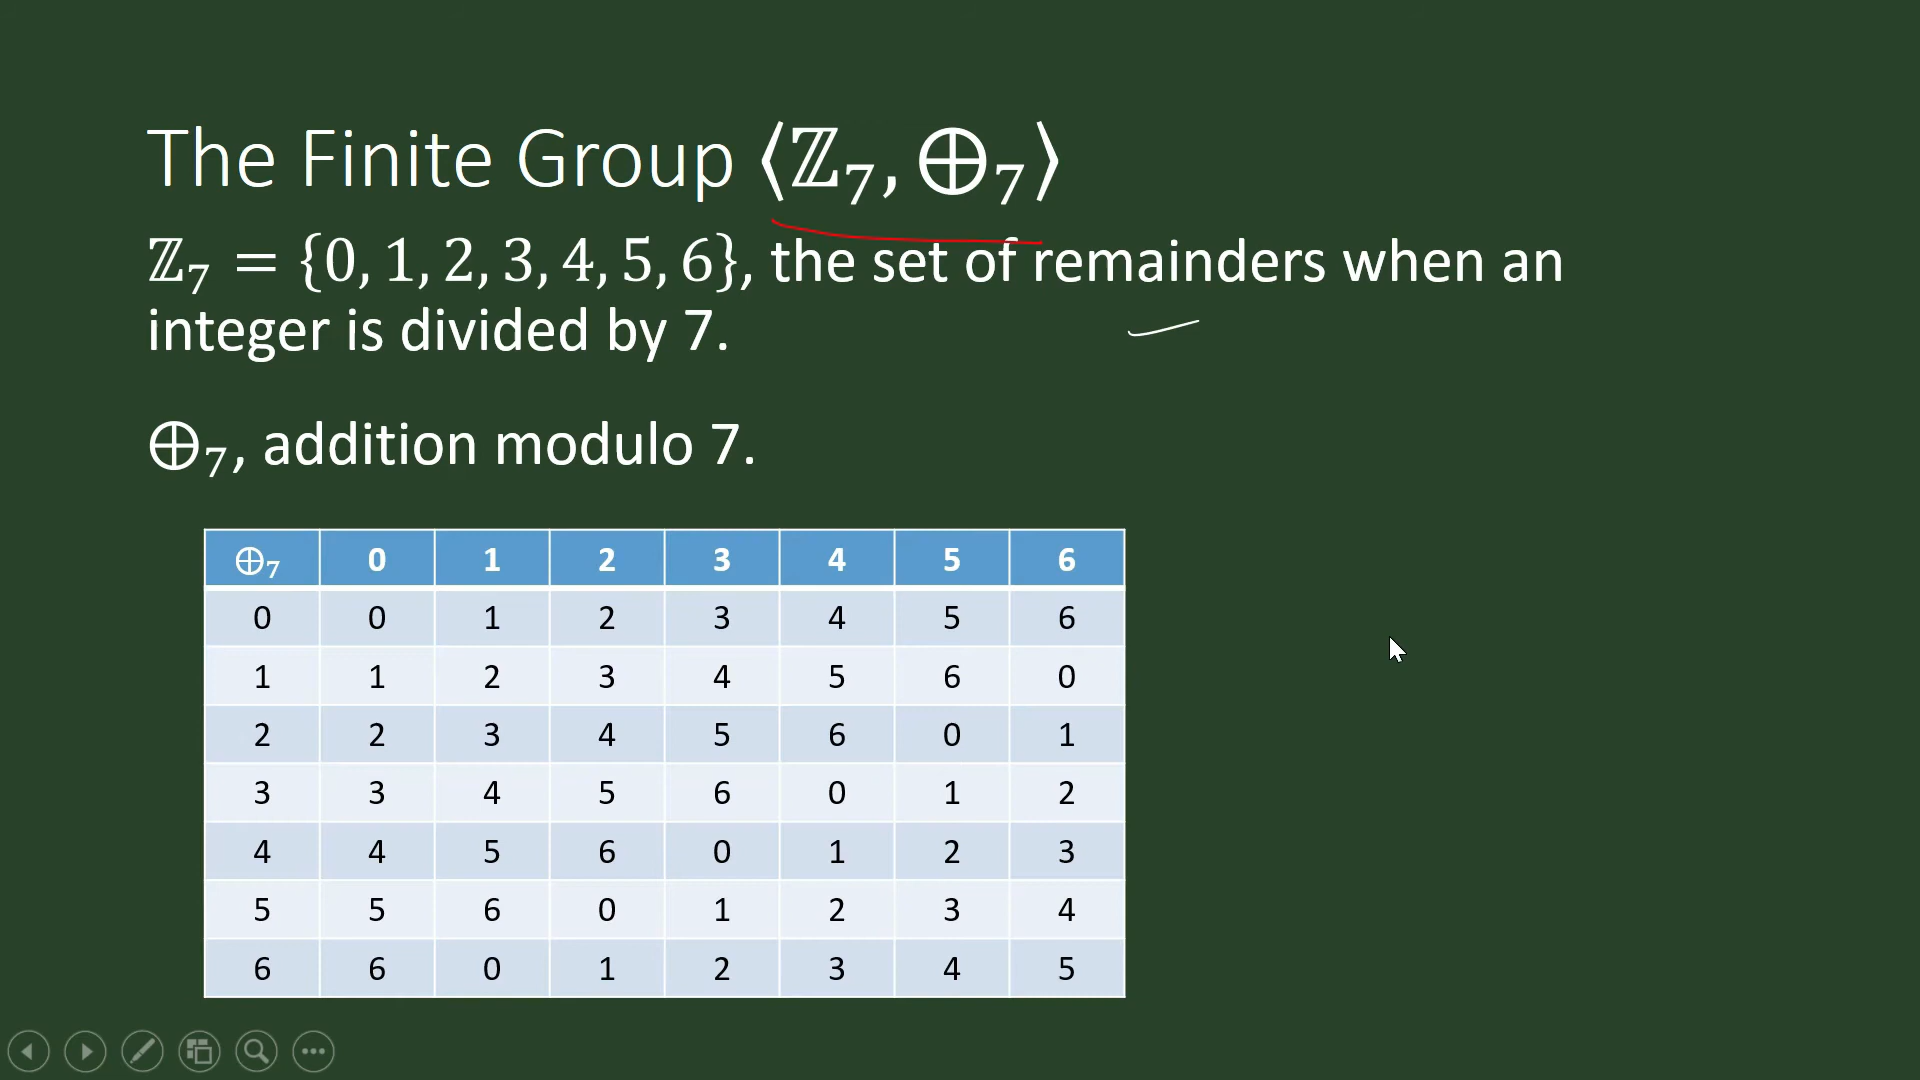 The Finite Group ⟨ℤ₇, ⊕₇⟩
ℤ₇ = {0, 1, 2, 3, 4, 5, 6}, the set of remainders when an
integer is divided by 7.
⊕₇, addition modulo 7.
⊕₇ 0 1 2 3 4 5 6
0 0 1 2 3 4 5 6
1 1 2 3 4 5 6 0
2 2 3 4 5 6 0 1
3 3 4 5 6 0 1 2
4 4 5 6 0 1 2 3
5 5 6 0 1 2 3 4
6 6 0 1 2 3 4 5